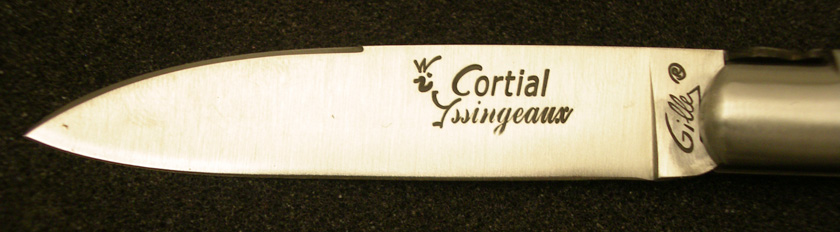 Cortial
Yssingeaux
Gilles ®